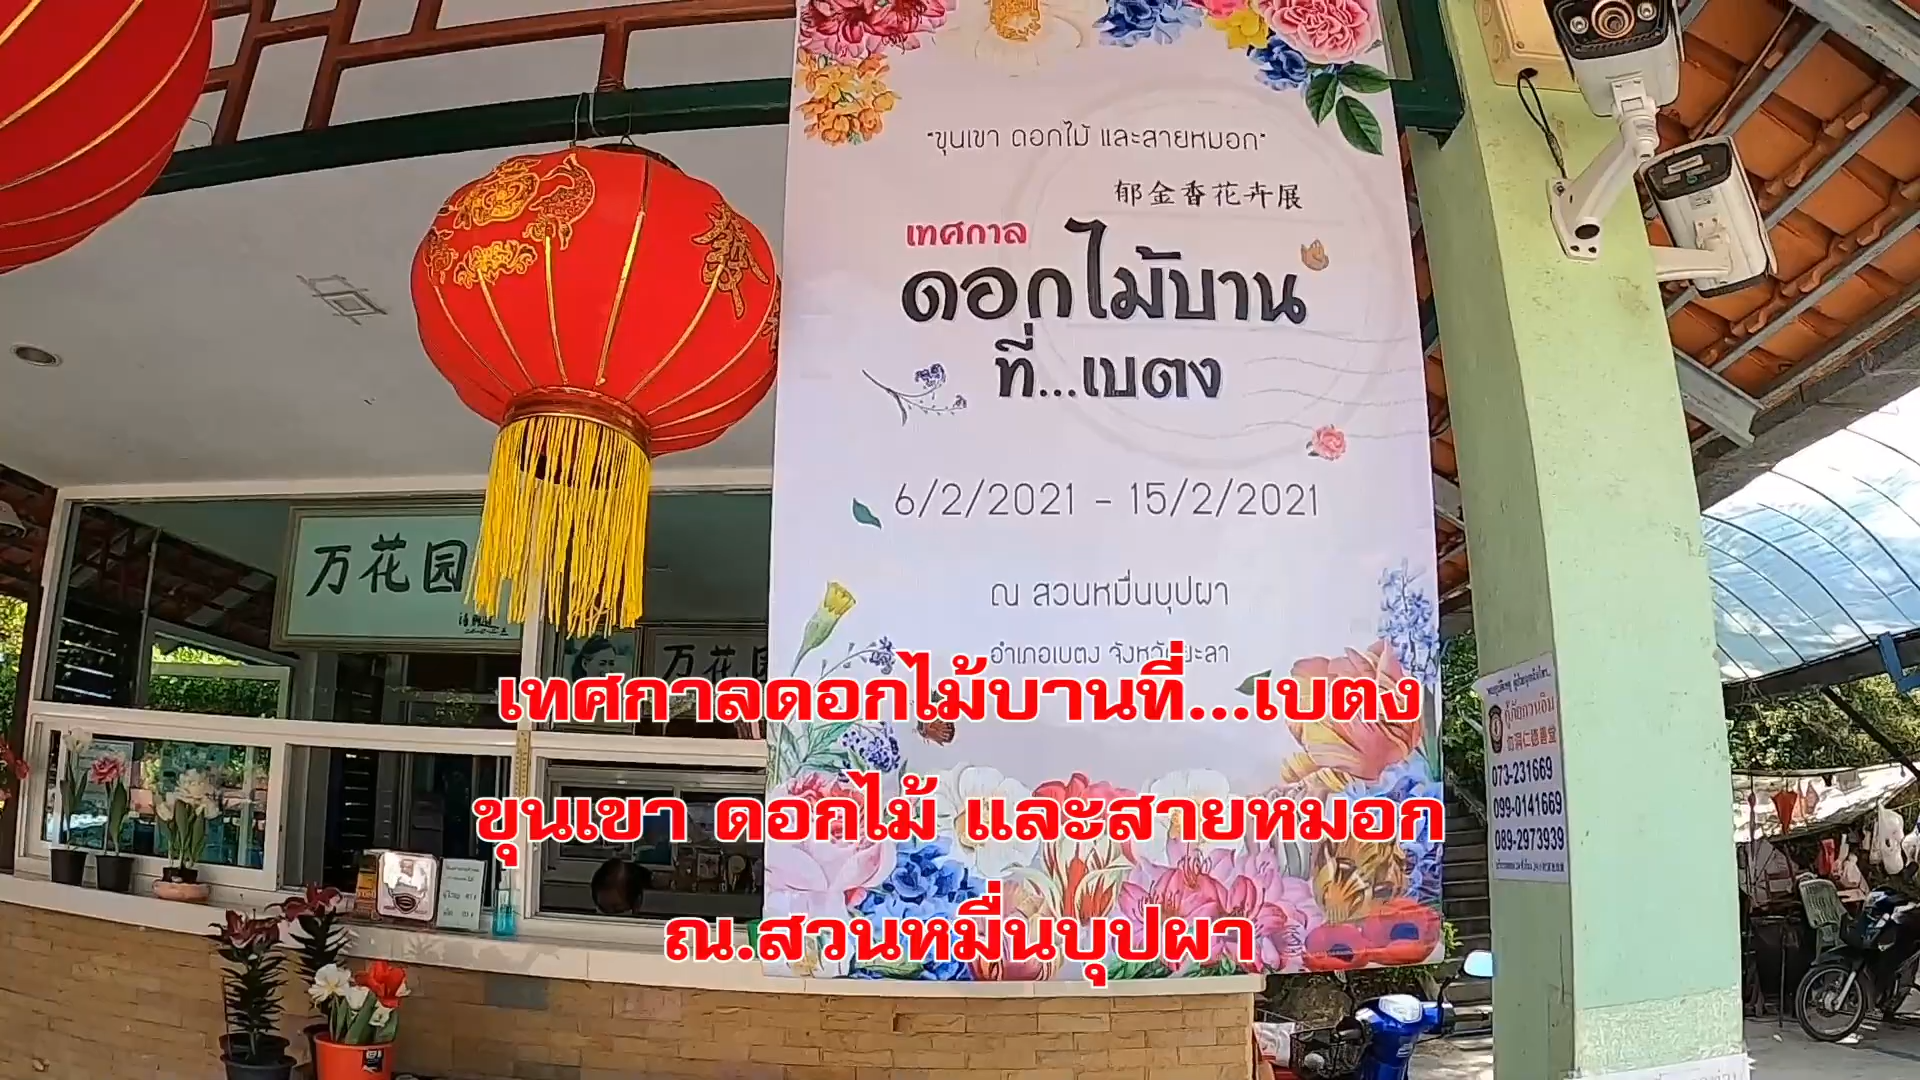 "ขุนเขา ดอกไม้ และสายหมอก"
郁金香花卉展
เทศกาล
ดอกไม้บาน
ที่...เบตง
6/2/2021 - 15/2/2021
ณ สวนหมื่นบุปผา
อำเภอเบตง จังหวัดยะลา
万花园
万花园
เทศกาลดอกไม้บานที่...เบตง
ขุนเขา ดอกไม้ และสายหมอก
ณ.สวนหมื่นบุปผา
073-231669
099-0141669
089-2973939